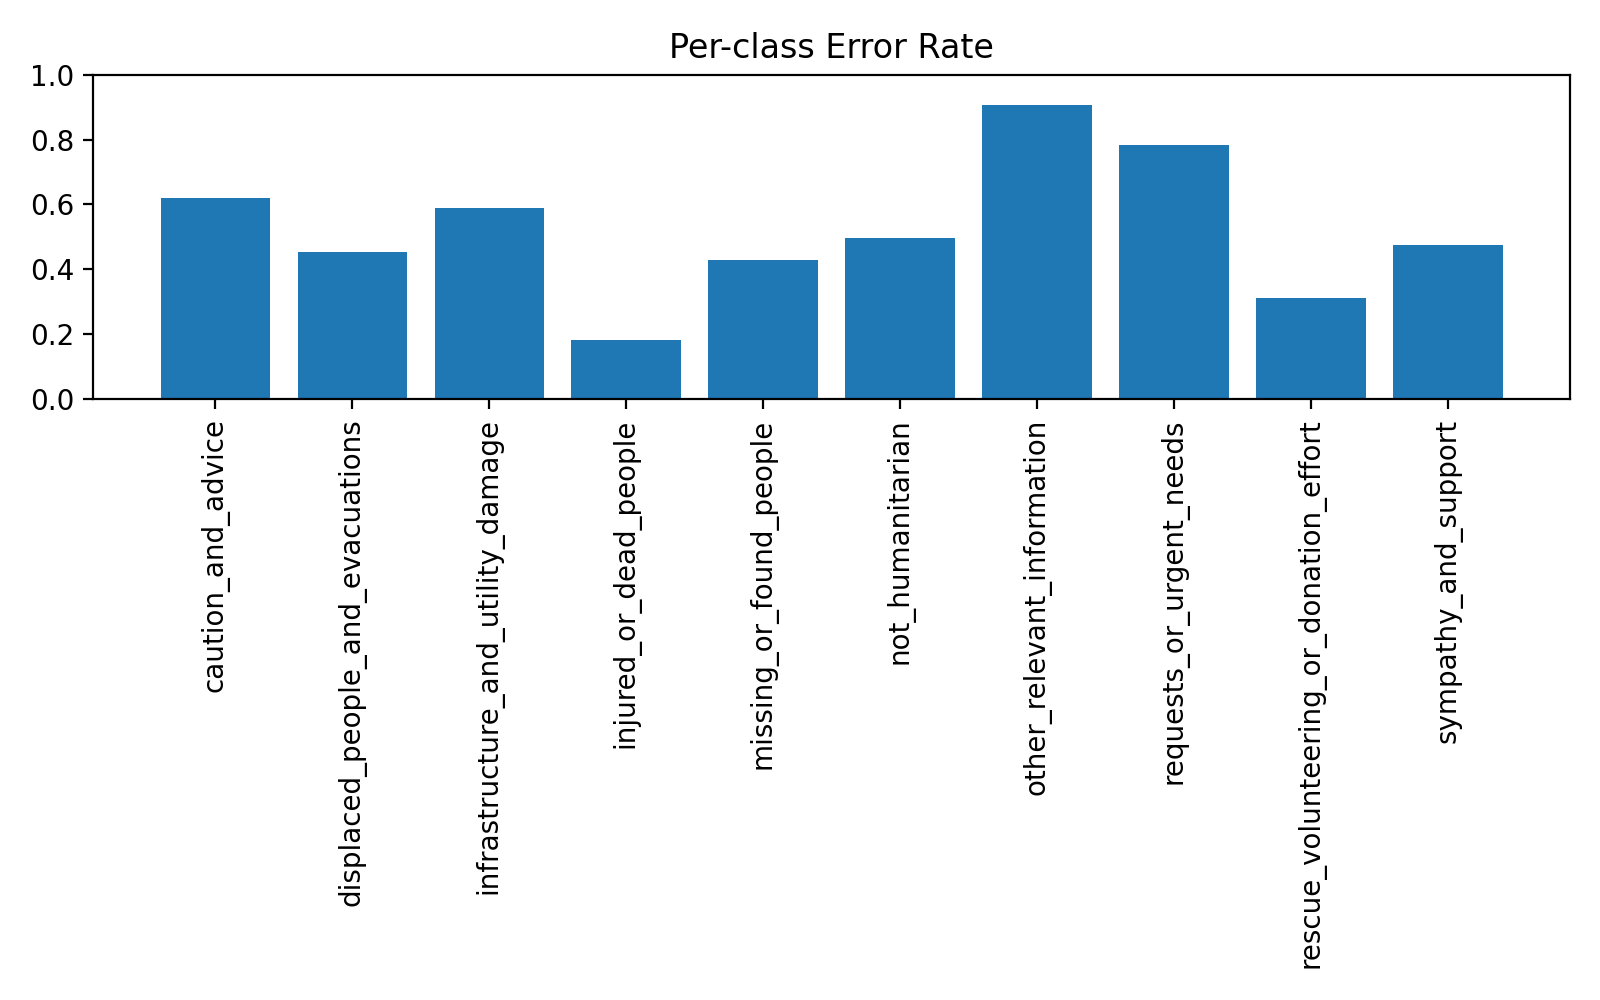 Per-class Error Rate
1.0
0.8
0.6
0.4
0.2
0.0
caution_and_advice
displaced_people_and_evacuations
infrastructure_and_utility_damage
injured_or_dead_people
missing_or_found_people
not_humanitarian
other_relevant_information
requests_or_urgent_needs
rescue_volunteering_or_donation_effort
sympathy_and_support